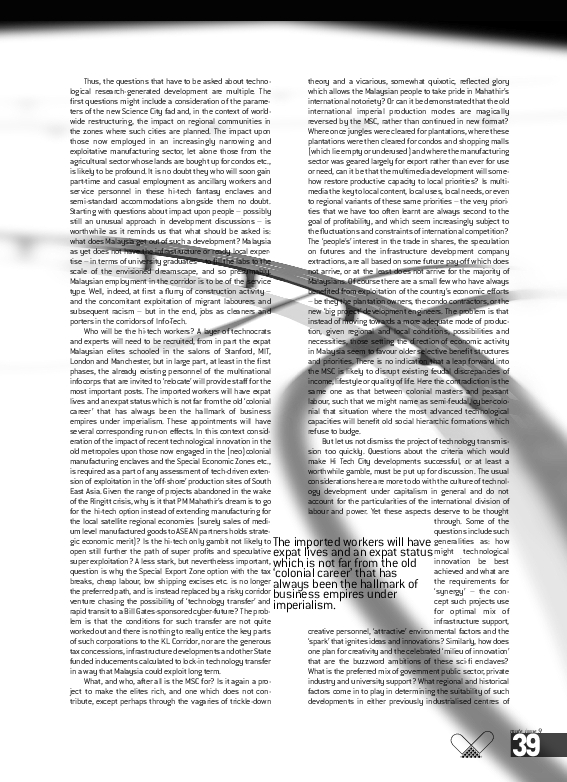 Thus, the questions that have to be asked about techno-
logical research-generated development are multiple. The
first questions might include a consideration of the parame-
ters of the new Science City fad and, in the context of world-
wide restructuring, the impact on regional communities in
the zones where such cities are planned. The impact upon
those now employed in an increasingly narrowing and
exploitative manufacturing sector, let alone those from the
agricultural sector whose lands are bought up for condos etc.,
is likely to be profound. It is no doubt they who will soon gain
part-time and casual employment as ancillary workers and
service personnel in these hi-tech fantasy enclaves and
semi-standard accommodations alongside them no doubt.
Starting with questions about impact upon people – possibly
still an unusual approach in development discussions – is
worthwhile as it reminds us that what should be asked is:
what does Malaysia get out of such a development? Malaysia
as yet does not have the infrastructure or ready local exper-
tise – in terms of university graduates – to fill the labs to the
scale of the envisioned dreamscape, and so presumably
Malaysian employment in the corridor is to be of the service
type. Well, indeed, at first a flurry of construction activity –
and the concomitant exploitation of migrant labourers and
subsequent racism – but in the end, jobs as cleaners and
porters in the corridors of InfoTech.
Who will be the hi-tech workers? A layer of technocrats
and experts will need to be recruited, from in part the expat
Malaysian elites schooled in the salons of Stanford, MIT,
London and Manchester, but in large part, at least in the first
phases, the already existing personnel of the multinational
infocorps that are invited to 'relocate' will provide staff for the
most important posts. The imported workers will have expat
lives and an expat status which is not far from the old 'colonial
career' that has always been the hallmark of business
empires under imperialism. These appointments will have
several corresponding run on effects. In this context consid-
eration of the impact of recent technological innovation in the
old metropoles upon those now engaged in the [neo] colonial
manufacturing enclaves and the Special Economic Zones etc.,
is required as a part of any assessment of tech driven exten-
sion of exploitation in the 'off-shore' production sites of South
East Asia. Given the range of projects abandoned in the wake
of the Ringitt crisis, why is it that PM Mahathir's dream is to go
for the hi-tech option instead of extending manufacturing for
the local satellite regional economies [surely sales of medi-
um level manufactured goods to ASEAN partners holds strate-
gic economic merit]? Is the hi-tech only gambit not likely to
open still further the path of super profits and speculative
super exploitation? A less stark, but nevertheless important,
question is why the Special Export Zone option with the tax
breaks, cheap labour, low shipping excises etc. is no longer
the preferred path, and is instead replaced by a risky corridor
venture chasing the possibility of 'technology transfer' and
rapid transit to a Bill Gates-sponsored cyber-future? The prob-
lem is that the conditions for such transfer are not quite
worked out and there is nothing to really entice the key parts
of such corporations to the KL Corridor, nor are the generous
tax concessions, infrastructure developments and other State
funded inducements calculated to lock-in technology transfer
in a way that Malaysia could exploit long term.
What, and who, after all is the MSC for? Is it again a pro-
ject to make the elites rich, and one which does not con-
tribute, except perhaps through the vagaries of trickle-down
theory and a vicarious, somewhat quixotic, reflected glory
which allows the Malaysian people to take pride in Mahathir's
international notoriety? Or can it be demonstrated that the old
international imperial production modes are magically
reversed by the MSC, rather than continued in new format?
Where once jungles were cleared for plantations, where these
plantations were then cleared for condos and shopping malls
[which lie empty or underused] and where the manufacturing
sector was geared largely for export rather than ever for use
or need, can it be that the multimedia development will some-
how restore productive capacity to local priorities? Is multi-
media the key to local content, local uses, local needs, or even
to regional variants of these same priorities – the very priori-
ties that we have too often learnt are always second to the
goal of profitability, and which seem increasingly subject to
the fluctuations and constraints of international competition?
The 'people's' interest in the trade in shares, the speculation
on futures and the infrastructure development company
extractions, are all based on some future pay-off which does
not arrive, or at the least does not arrive for the majority of
Malaysians. Of course there are a small few who have always
benefited from exploitation of the country's economic efforts
– be they the plantation owners, the condo contractors, or the
new 'big project' development engineers. The problem is that
instead of moving towards a more adequate mode of produc-
tion, given regional and local conditions, possibilities and
necessities, those setting the direction of economic activity
in Malaysia seem to favour older selective benefit structures
and priorities. There is no indication that a leap forward into
the MSC is likely to disrupt existing feudal discrepancies of
income, lifestyle or quality of life. Here the contradiction is the
same one as that between colonial masters and peasant
labour, such that we might name as semi-feudal, cybercolo-
nial that situation where the most advanced technological
capacities will benefit old social hierarchy formations which
refuse to budge.
But let us not dismiss the project of technology transmis-
sion too quickly. Questions about the criteria which would
make Hi Tech City developments successful, or at least a
worthwhile gamble, must be put up for discussion. The usual
considerations here are more to do with the culture of technol-
ogy development under capitalism in general and do not
account for the particularities of the international division of
labour and power. Yet these aspects deserve to be thought
through. Some of the
questions include such
generalities as: how
might technological
innovation be best
achieved and what are
the requirements for
'synergy' – the con-
cept such projects use
for optimal mix of
infrastructure support,
creative personnel, 'attractive' environmental factors and the
'spark' that ignites ideas and innovations? Similarly, how does
one plan for creativity and the celebrated 'milieu of innovation'
that are the buzzword ambitions of these sci-fi enclaves?
What is the preferred mix of government public sector, private
industry and university support? What regional and historical
factors come in to play in determining the suitability of such
developments in either previously industrialised centres of
The imported workers will have
expat lives and an expat status
which is not far from the old
'colonial career' that has
always been the hallmark of
business empires under
imperialism.
39